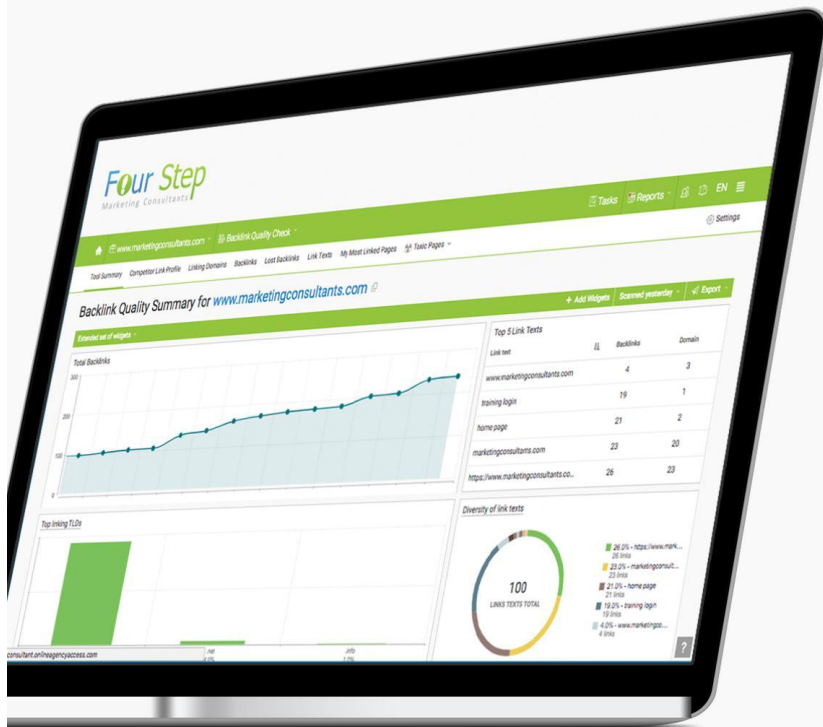 Four Step
Marketing Consultants
www.marketingconsultants.com Backlink Quality Check Tasks Reports EN
Tool Summary Competitor Link Profile Linking Domains Backlinks Lost Backlinks Link Texts My Most Linked Pages Toxic Pages Settings
Backlink Quality Summary for www.marketingconsultants.com
Extended set of widgets + Add Widgets Scanned yesterday Export
Total Backlinks
300
200
100
0
Top 5 Link Texts
Link text Backlinks Domain
www.marketingconsultants.com 4 3
training login 19 1
home page 21 2
marketingconsultants.com 23 20
https://www.marketingconsultants.co... 26 23
Top linking TLDs
.net
.info
consultant.onlineagencyaccess.com
Diversity of link texts
100
LINKS TEXTS TOTAL
26.0% - https://www.mark...
26 links
23.0% - marketingconsult...
23 links
21.0% - home page
21 links
19.0% - training login
19 links
4.0% - www.marketingco...
4 links
?